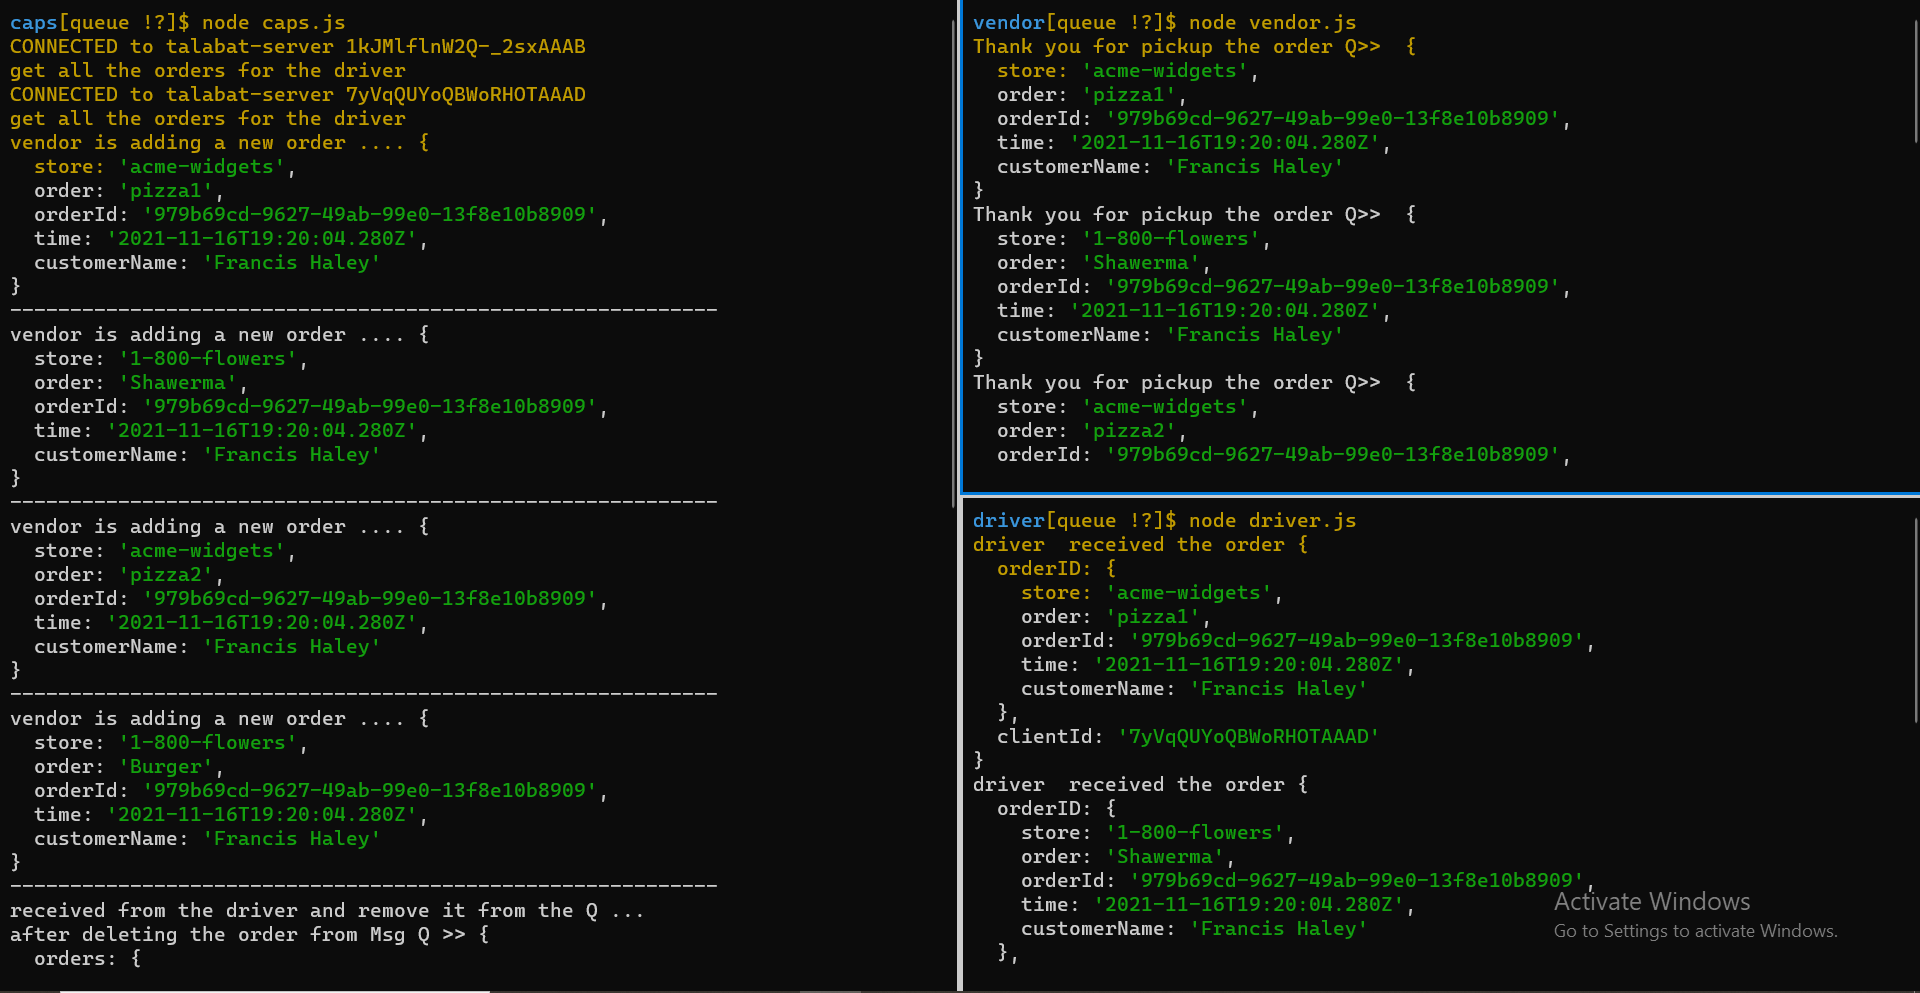 caps[queue !?]$ node caps.js
CONNECTED to talabat-server 1kJMlflnW2Q-_2sxAAAB
get all the orders for the driver
CONNECTED to talabat-server 7yVqQUYoQBWoRHOTAAAD
get all the orders for the driver
vendor is adding a new order .... {
  store: 'acme-widgets',
  order: 'pizza1',
  orderId: '979b69cd-9627-49ab-99e0-13f8e10b8909',
  time: '2021-11-16T19:20:04.280Z',
  customerName: 'Francis Haley'
}
-----------------------------------------------------------
vendor is adding a new order .... {
  store: '1-800-flowers',
  order: 'Shawerma',
  orderId: '979b69cd-9627-49ab-99e0-13f8e10b8909',
  time: '2021-11-16T19:20:04.280Z',
  customerName: 'Francis Haley'
}
-----------------------------------------------------------
vendor is adding a new order .... {
  store: 'acme-widgets',
  order: 'pizza2',
  orderId: '979b69cd-9627-49ab-99e0-13f8e10b8909',
  time: '2021-11-16T19:20:04.280Z',
  customerName: 'Francis Haley'
}
-----------------------------------------------------------
vendor is adding a new order .... {
  store: '1-800-flowers',
  order: 'Burger',
  orderId: '979b69cd-9627-49ab-99e0-13f8e10b8909',
  time: '2021-11-16T19:20:04.280Z',
  customerName: 'Francis Haley'
}
-----------------------------------------------------------
received from the driver and remove it from the Q ...
after deleting the order from Msg Q >> {
  orders: {
vendor[queue !?]$ node vendor.js
Thank you for pickup the order Q>>  {
  store: 'acme-widgets',
  order: 'pizza1',
  orderId: '979b69cd-9627-49ab-99e0-13f8e10b8909',
  time: '2021-11-16T19:20:04.280Z',
  customerName: 'Francis Haley'
}
Thank you for pickup the order Q>>  {
  store: '1-800-flowers',
  order: 'Shawerma',
  orderId: '979b69cd-9627-49ab-99e0-13f8e10b8909',
  time: '2021-11-16T19:20:04.280Z',
  customerName: 'Francis Haley'
}
Thank you for pickup the order Q>>  {
  store: 'acme-widgets',
  order: 'pizza2',
  orderId: '979b69cd-9627-49ab-99e0-13f8e10b8909',
driver[queue !?]$ node driver.js
driver  received the order {
  orderID: {
    store: 'acme-widgets',
    order: 'pizza1',
    orderId: '979b69cd-9627-49ab-99e0-13f8e10b8909',
    time: '2021-11-16T19:20:04.280Z',
    customerName: 'Francis Haley'
  },
  clientId: '7yVqQUYoQBWoRHOTAAAD'
}
driver  received the order {
  orderID: {
    store: '1-800-flowers',
    order: 'Shawerma',
    orderId: '979b69cd-9627-49ab-99e0-13f8e10b8909',
    time: '2021-11-16T19:20:04.280Z',
    customerName: 'Francis Haley'
  },
Activate Windows
Go to Settings to activate Windows.